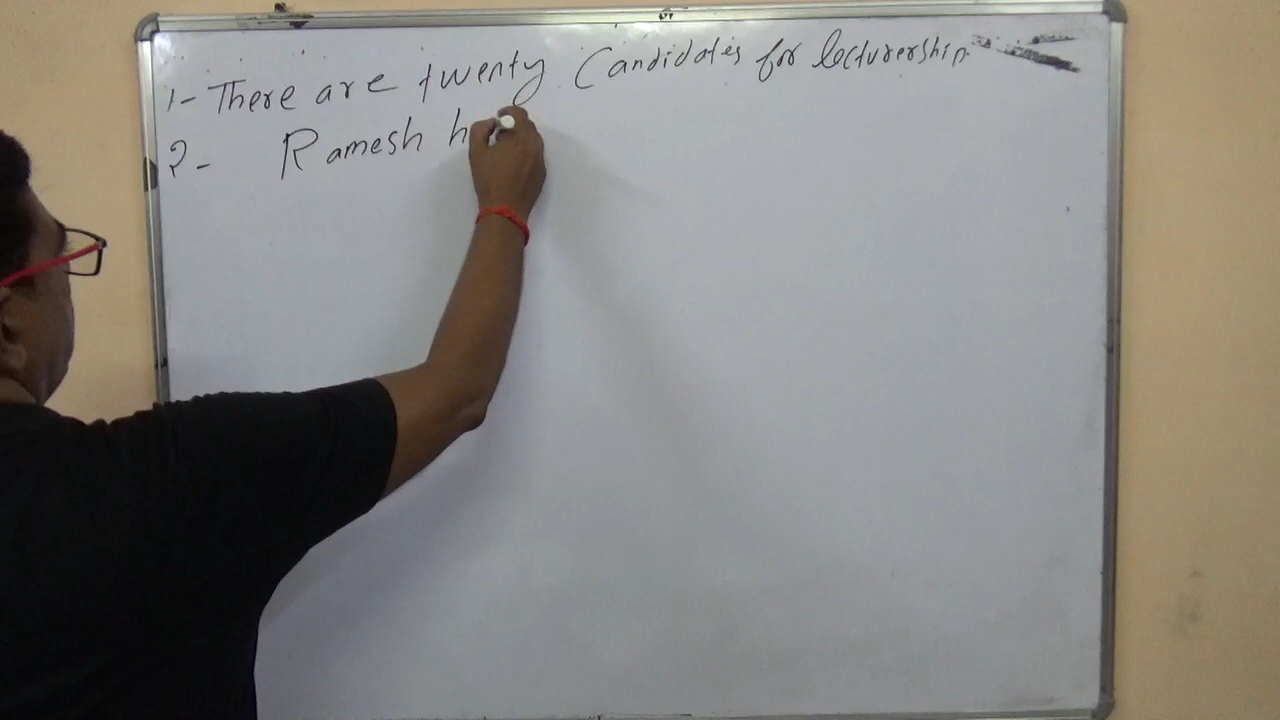 1- There are twenty Candidates for lecturership.
2- Ramesh h